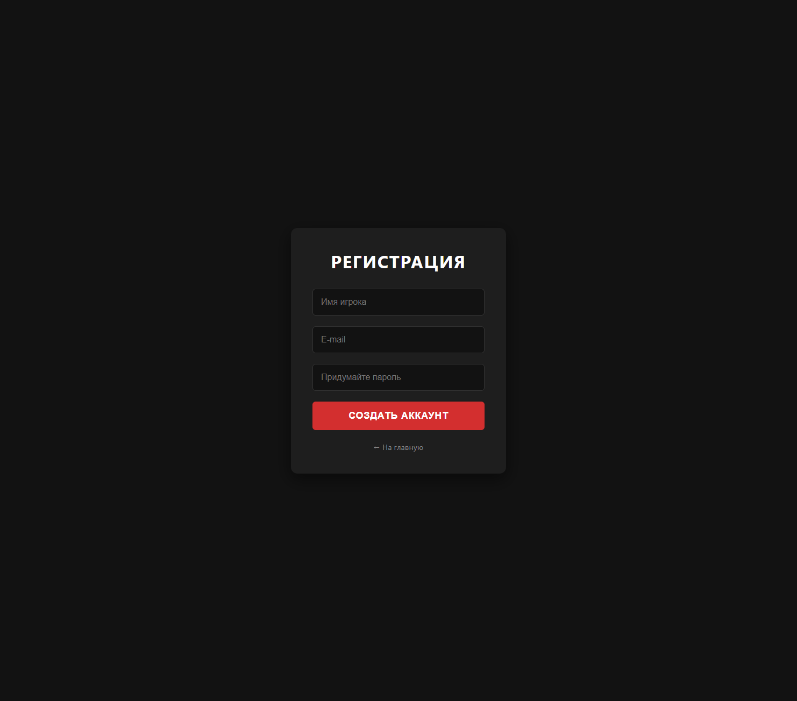 РЕГИСТРАЦИЯ
Имя игрока
E-mail
Придумайте пароль
СОЗДАТЬ АККАУНТ
← На главную